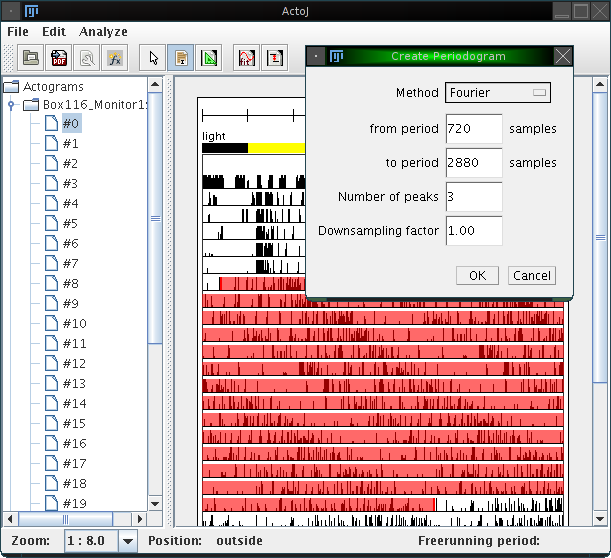 ActoJ
File Edit Analyze
PDF
Create Periodogram
Method Fourier
from period 720 samples
to period 2880 samples
Number of peaks 3
Downsampling factor 1.00
OK Cancel
Actograms
Box116_Monitor1
#0
#1
#2
#3
#4
#5
#6
#7
#8
#9
#10
#11
#12
#13
#14
#15
#16
#17
#18
#19
light
Zoom: 1 : 8.0 Position: outside Freerunning period: